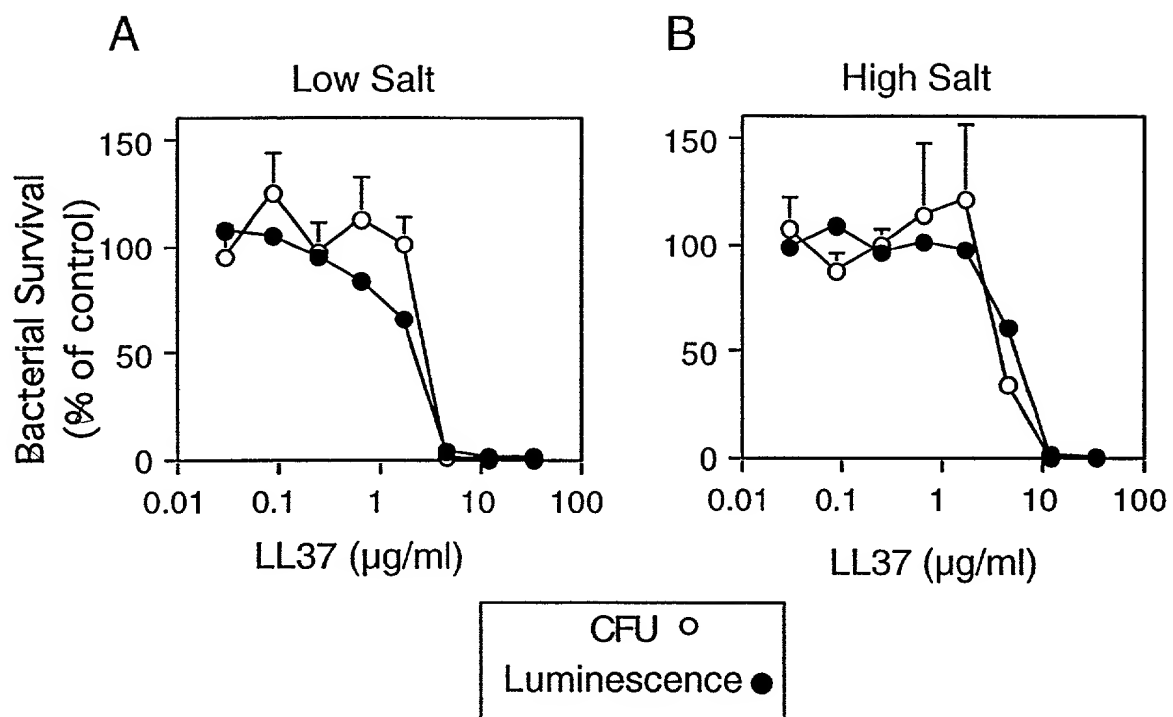 A
B
Low Salt
High Salt
Bacterial Survival
(% of control)
150
100
50
0
0.01 0.1 1 10 100
LL37 (µg/ml)
150
100
50
0
0.01 0.1 1 10 100
LL37 (µg/ml)
CFU
Luminescence